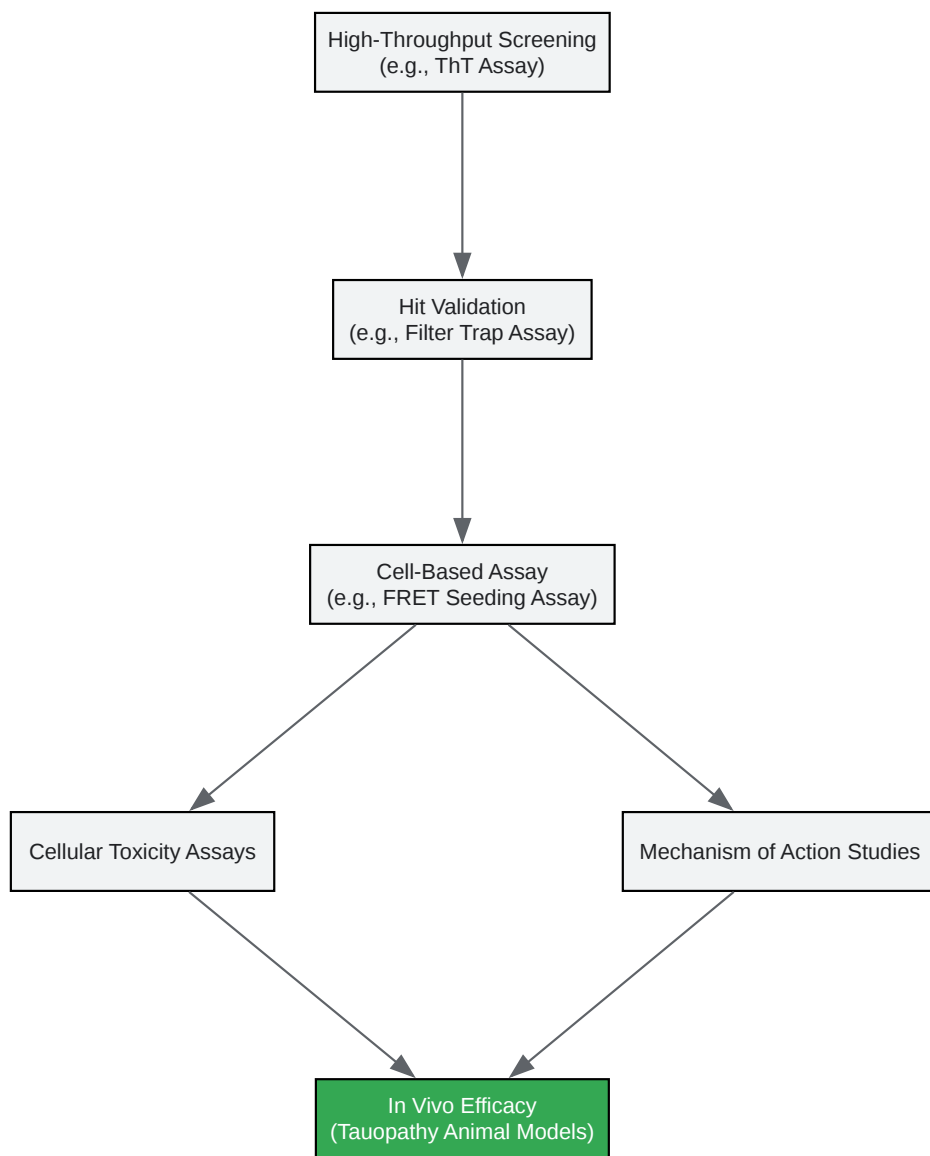 High-Throughput Screening
(e.g., ThT Assay)
Hit Validation
(e.g., Filter Trap Assay)
Cell-Based Assay
(e.g., FRET Seeding Assay)
Cellular Toxicity Assays
Mechanism of Action Studies
In Vivo Efficacy
(Tauopathy Animal Models)